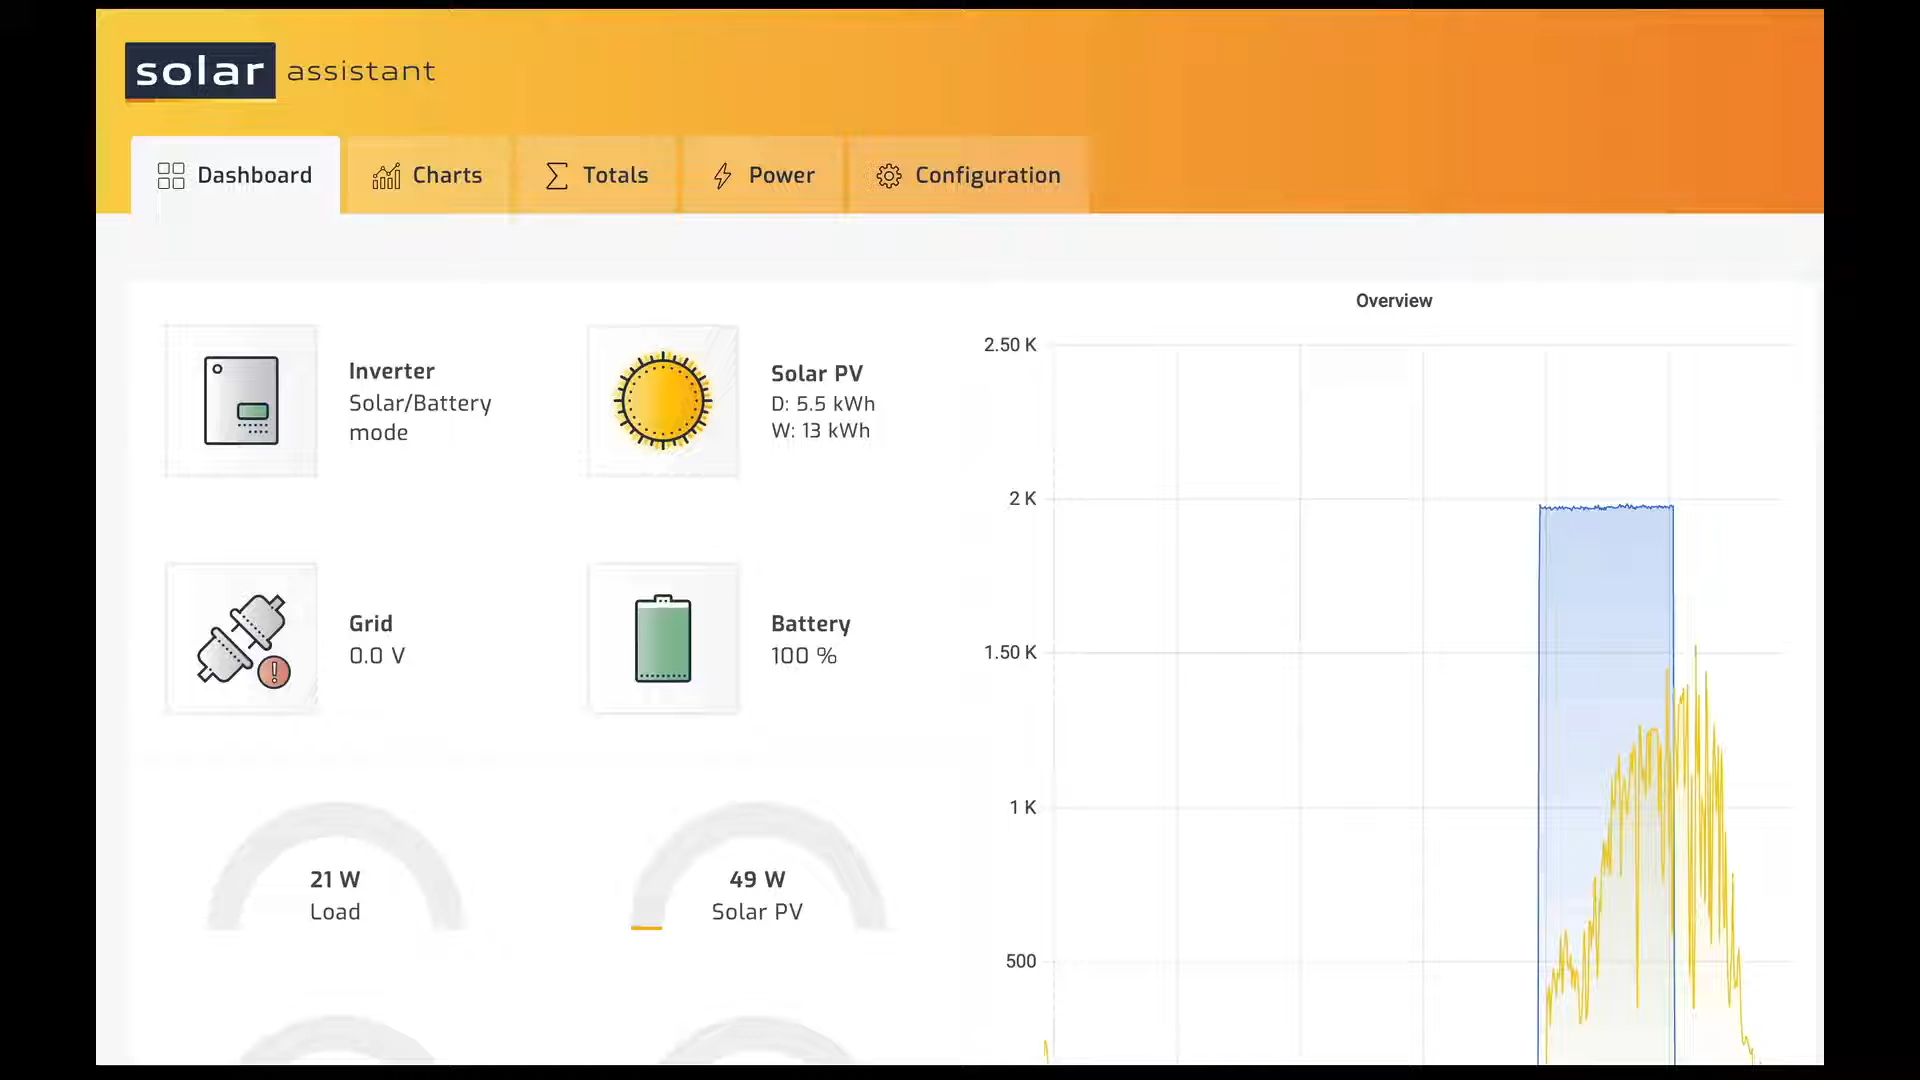 solar assistant
Dashboard
Charts
Totals
Power
Configuration
Inverter
Solar/Battery
mode
Solar PV
D: 5.5 kWh
W: 13 kWh
Grid
0.0 V
Battery
100 %
21 W
Load
49 W
Solar PV
Overview
2.50 K
2 K
1.50 K
1 K
500